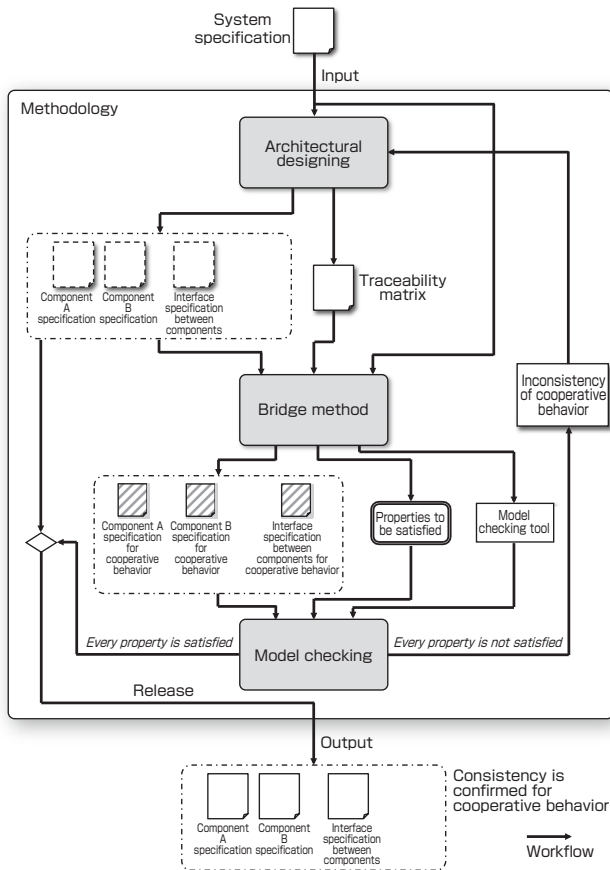 System
specification
Input
Methodology
Architectural
designing
Component
A
specification
Component
B
specification
Interface
specification
between
components
Traceability
matrix
Inconsistency
of cooperative
behavior
Bridge method
Component A
specification
for
cooperative
behavior
Component B
specification
for
cooperative
behavior
Interface
specification
between
components for
cooperative behavior
Properties to
be satisfied
Model
checking tool
Every property is satisfied
Model checking
Every property is not satisfied
Release
Output
Component
A
specification
Component
B
specification
Interface
specification
between
components
Consistency is
confirmed for
cooperative behavior
Workflow